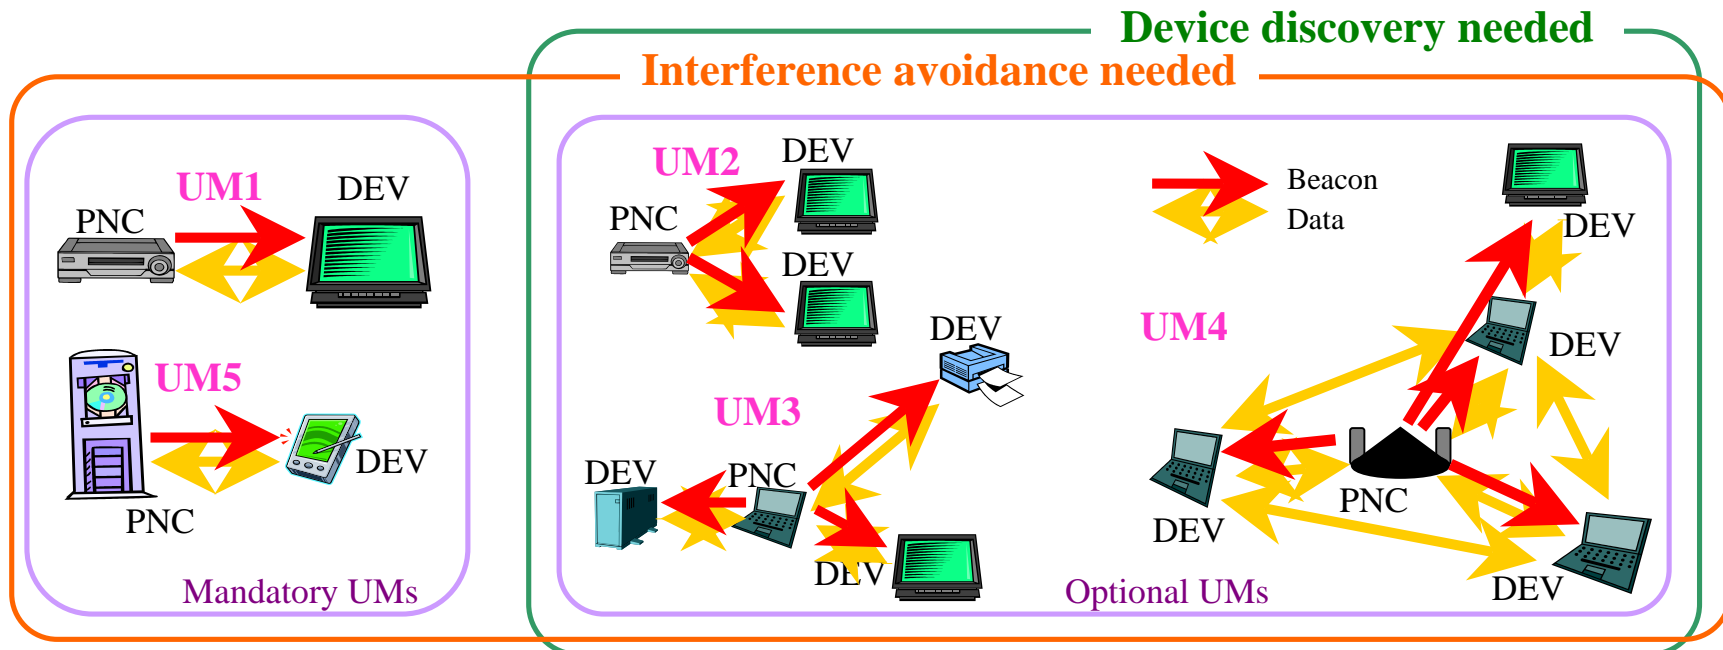 Device discovery needed
Interference avoidance needed
UM1
PNC
DEV
UM5
DEV
PNC
Mandatory UMs
UM2
DEV
PNC
DEV
DEV
UM3
DEV
PNC
DEV
Beacon
Data
DEV
UM4
DEV
PNC
DEV
DEV
Optional UMs